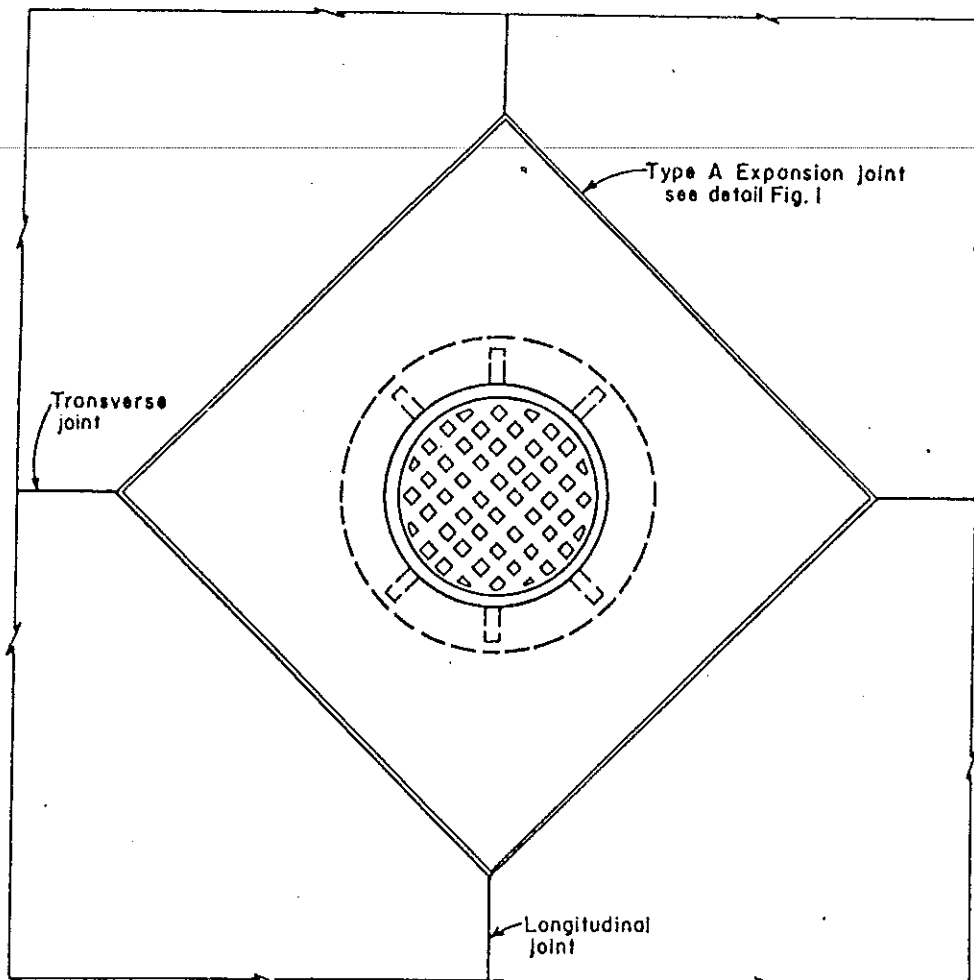 Type A Expansion joint
see detail Fig. 1
Transverse
joint
Longitudinal
joint